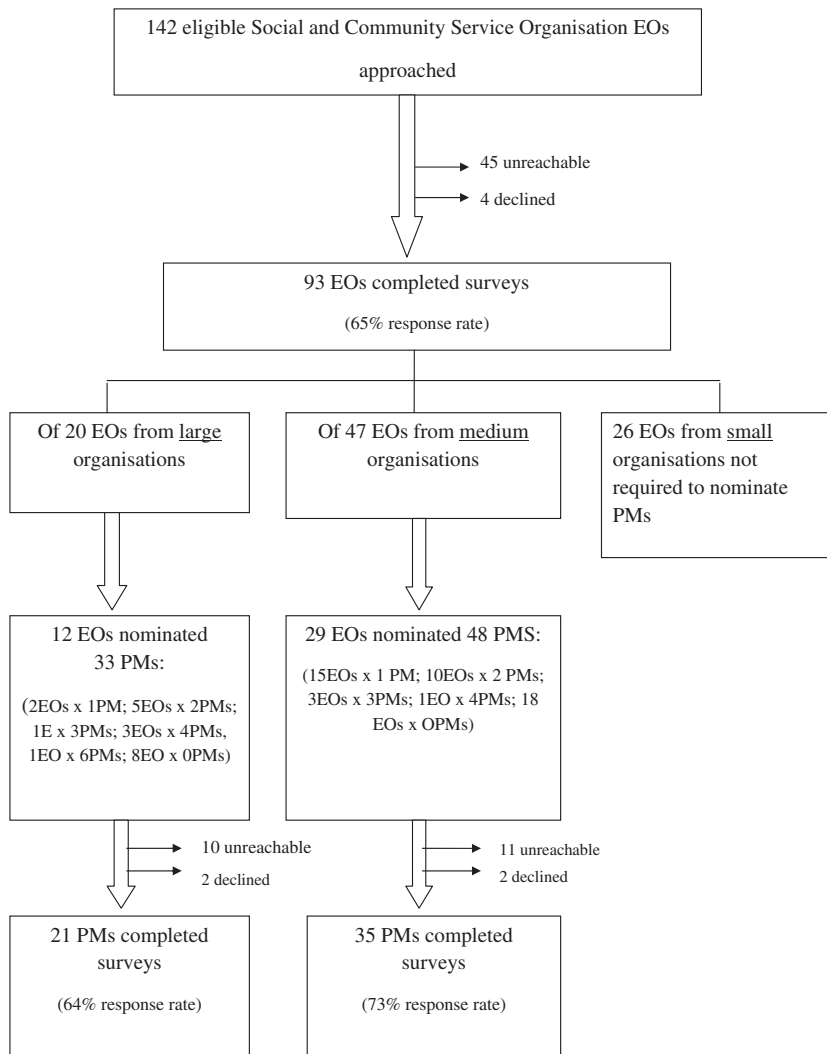 142 eligible Social and Community Service Organisation EOs
approached
45 unreachable
4 declined
93 EOs completed surveys
(65% response rate)
Of 20 EOs from large
organisations
Of 47 EOs from medium
organisations
26 EOs from small
organisations not
required to nominate
PMs
12 EOs nominated
33 PMs:
(2EOs x 1PM; 5EOs x 2PMs;
1E x 3PMs; 3EOs x 4PMs,
1EO x 6PMs; 8EO x 0PMs)
29 EOs nominated 48 PMS:
(15EOs x 1 PM; 10EOs x 2 PMs;
3EOs x 3PMs; 1EO x 4PMs; 18
EOs x OPMs)
10 unreachable
2 declined
11 unreachable
2 declined
21 PMs completed
surveys
(64% response rate)
35 PMs completed
surveys
(73% response rate)